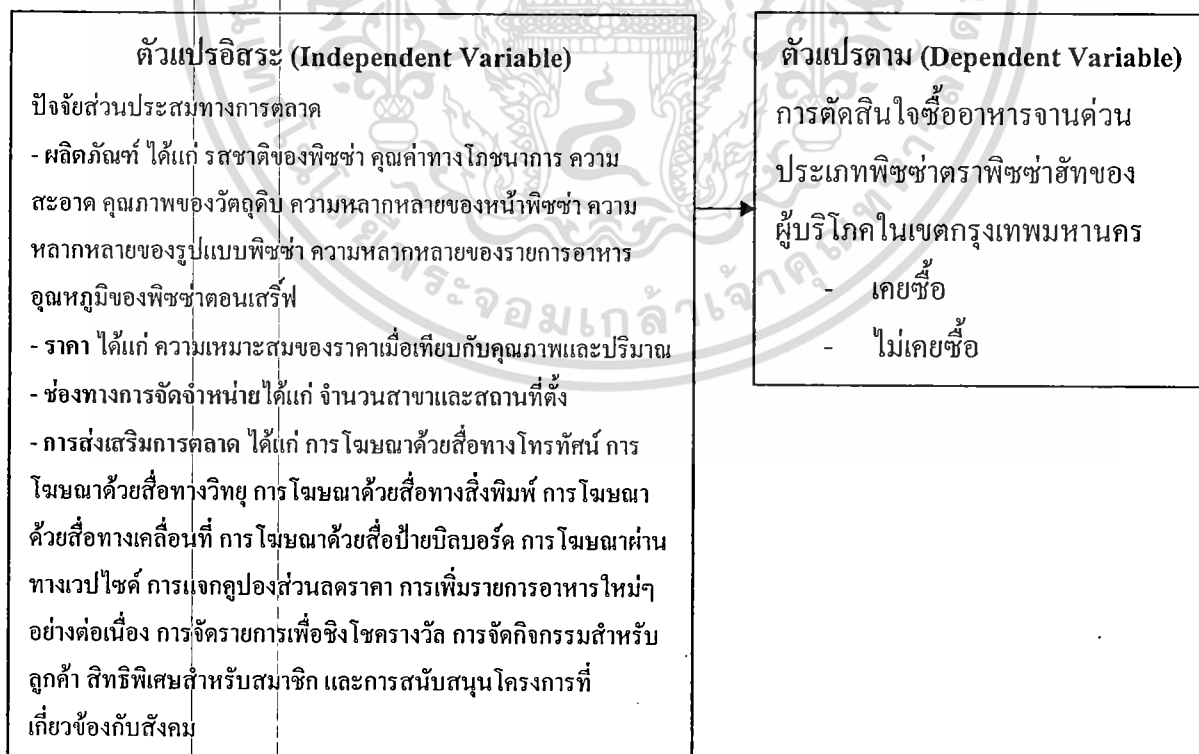 ตัวแปรอิสระ (Independent Variable)
ปัจจัยส่วนประสมทางการตลาด
- ผลิตภัณฑ์ ได้แก่ รสชาติของพิซซ่า คุณค่าทางโภชนาการ ความ
สะอาด คุณภาพของวัตถุดิบ ความหลากหลายของหน้าพิซซ่า ความ
หลากหลายของรูปแบบพิซซ่า ความหลากหลายของรายการอาหาร
อุณหภูมิของพิซซ่าตอนเสริ์ฟ
- ราคา ได้แก่ ความเหมาะสมของราคาเมื่อเทียบกับคุณภาพและปริมาณ
- ช่องทางการจัดจำหน่าย ได้แก่ จำนวนสาขาและสถานที่ตั้ง
- การส่งเสริมการตลาด ได้แก่ การโฆษณาด้วยสื่อทางโทรทัศน์ การ
โฆษณาด้วยสื่อทางวิทยุ การโฆษณาด้วยสื่อทางสิ่งพิมพ์ การโฆษณา
ด้วยสื่อทางเคลื่อนที่ การโฆษณาด้วยสื่อป้ายบิลบอร์ด การโฆษณาผ่าน
ทางเวปไซด์ การแจกคูปองส่วนลดราคา การเพิ่มรายการอาหารใหม่ๆ
อย่างต่อเนื่อง การจัดรายการเพื่อชิงโชครางวัล การจัดกิจกรรมสำหรับ
ลูกค้า สิทธิพิเศษสำหรับสมาชิก และการสนับสนุนโครงการที่
เกี่ยวข้องกับสังคม
ตัวแปรตาม (Dependent Variable)
การตัดสินใจซื้ออาหารจานด่วน
ประเภทพิซซ่าตราพิซซ่าฮัทของ
ผู้บริโภคในเขตกรุงเทพมหานคร
- เคยซื้อ
- ไม่เคยซื้อ
พระจอมเกล้าเจ้าคุณทหาร